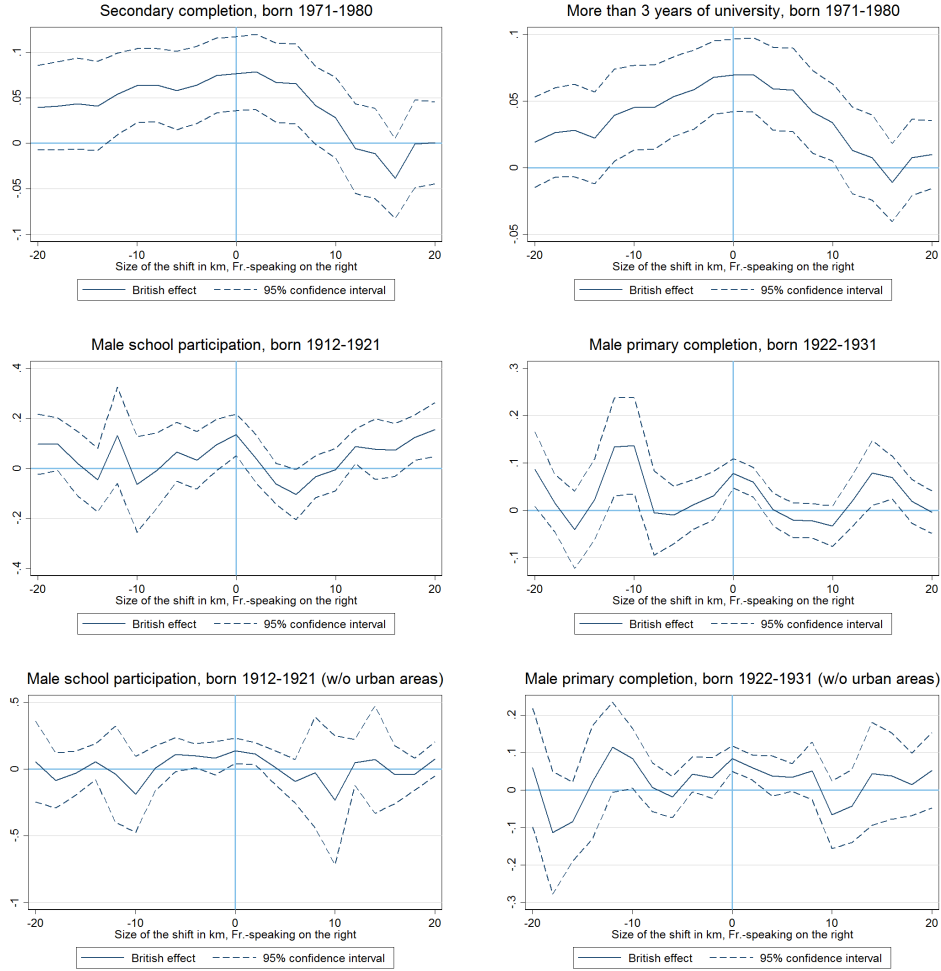 Secondary completion, born 1971-1980
.1
.05
0
-.05
-.1
-20 -10 0 10 20
Size of the shift in km, Fr.-speaking on the right
British effect 95% confidence interval
More than 3 years of university, born 1971-1980
.1
.05
0
-.05
-20 -10 0 10 20
Size of the shift in km, Fr.-speaking on the right
British effect 95% confidence interval
Male school participation, born 1912-1921
.4
.2
0
-.2
-.4
-20 -10 0 10 20
Size of the shift in km, Fr.-speaking on the right
British effect 95% confidence interval
Male primary completion, born 1922-1931
.3
.2
.1
0
-.1
-20 -10 0 10 20
Size of the shift in km, Fr.-speaking on the right
British effect 95% confidence interval
Male school participation, born 1912-1921 (w/o urban areas)
.5
0
-.5
-1
-20 -10 0 10 20
Size of the shift in km, Fr.-speaking on the right
British effect 95% confidence interval
Male primary completion, born 1922-1931 (w/o urban areas)
.2
.1
0
-.1
-.2
-.3
-20 -10 0 10 20
Size of the shift in km, Fr.-speaking on the right
British effect 95% confidence interval